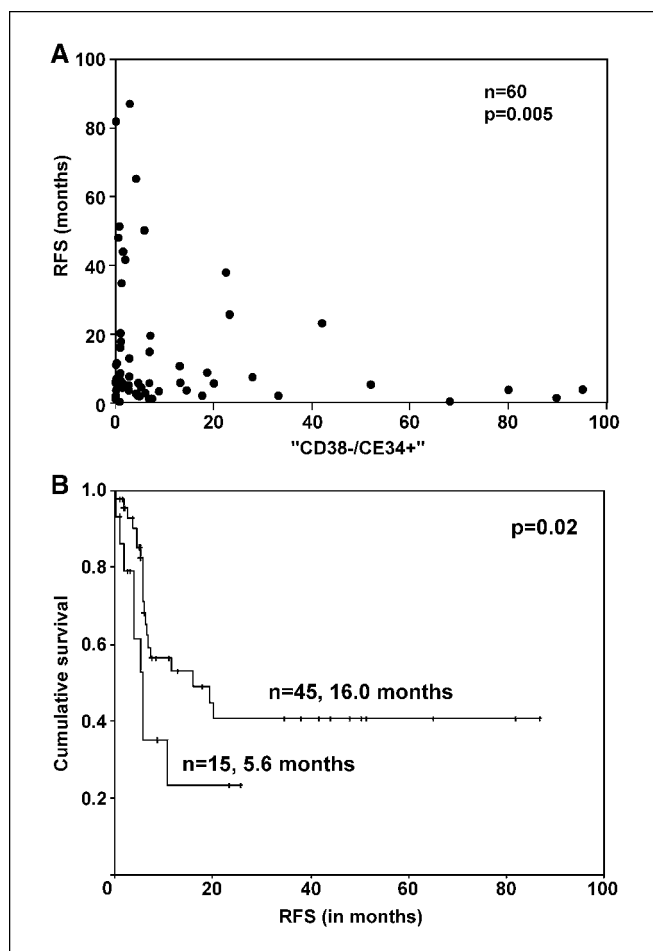 A
100
80
60
40
20
0
RFS (months)
n=60
p=0.005
0 20 40 60 80 100
"CD38-/CE34+"
B
1.0
0.8
0.6
0.4
0.2
Cumulative survival
p=0.02
n=45, 16.0 months
n=15, 5.6 months
0 20 40 60 80 100
RFS (in months)